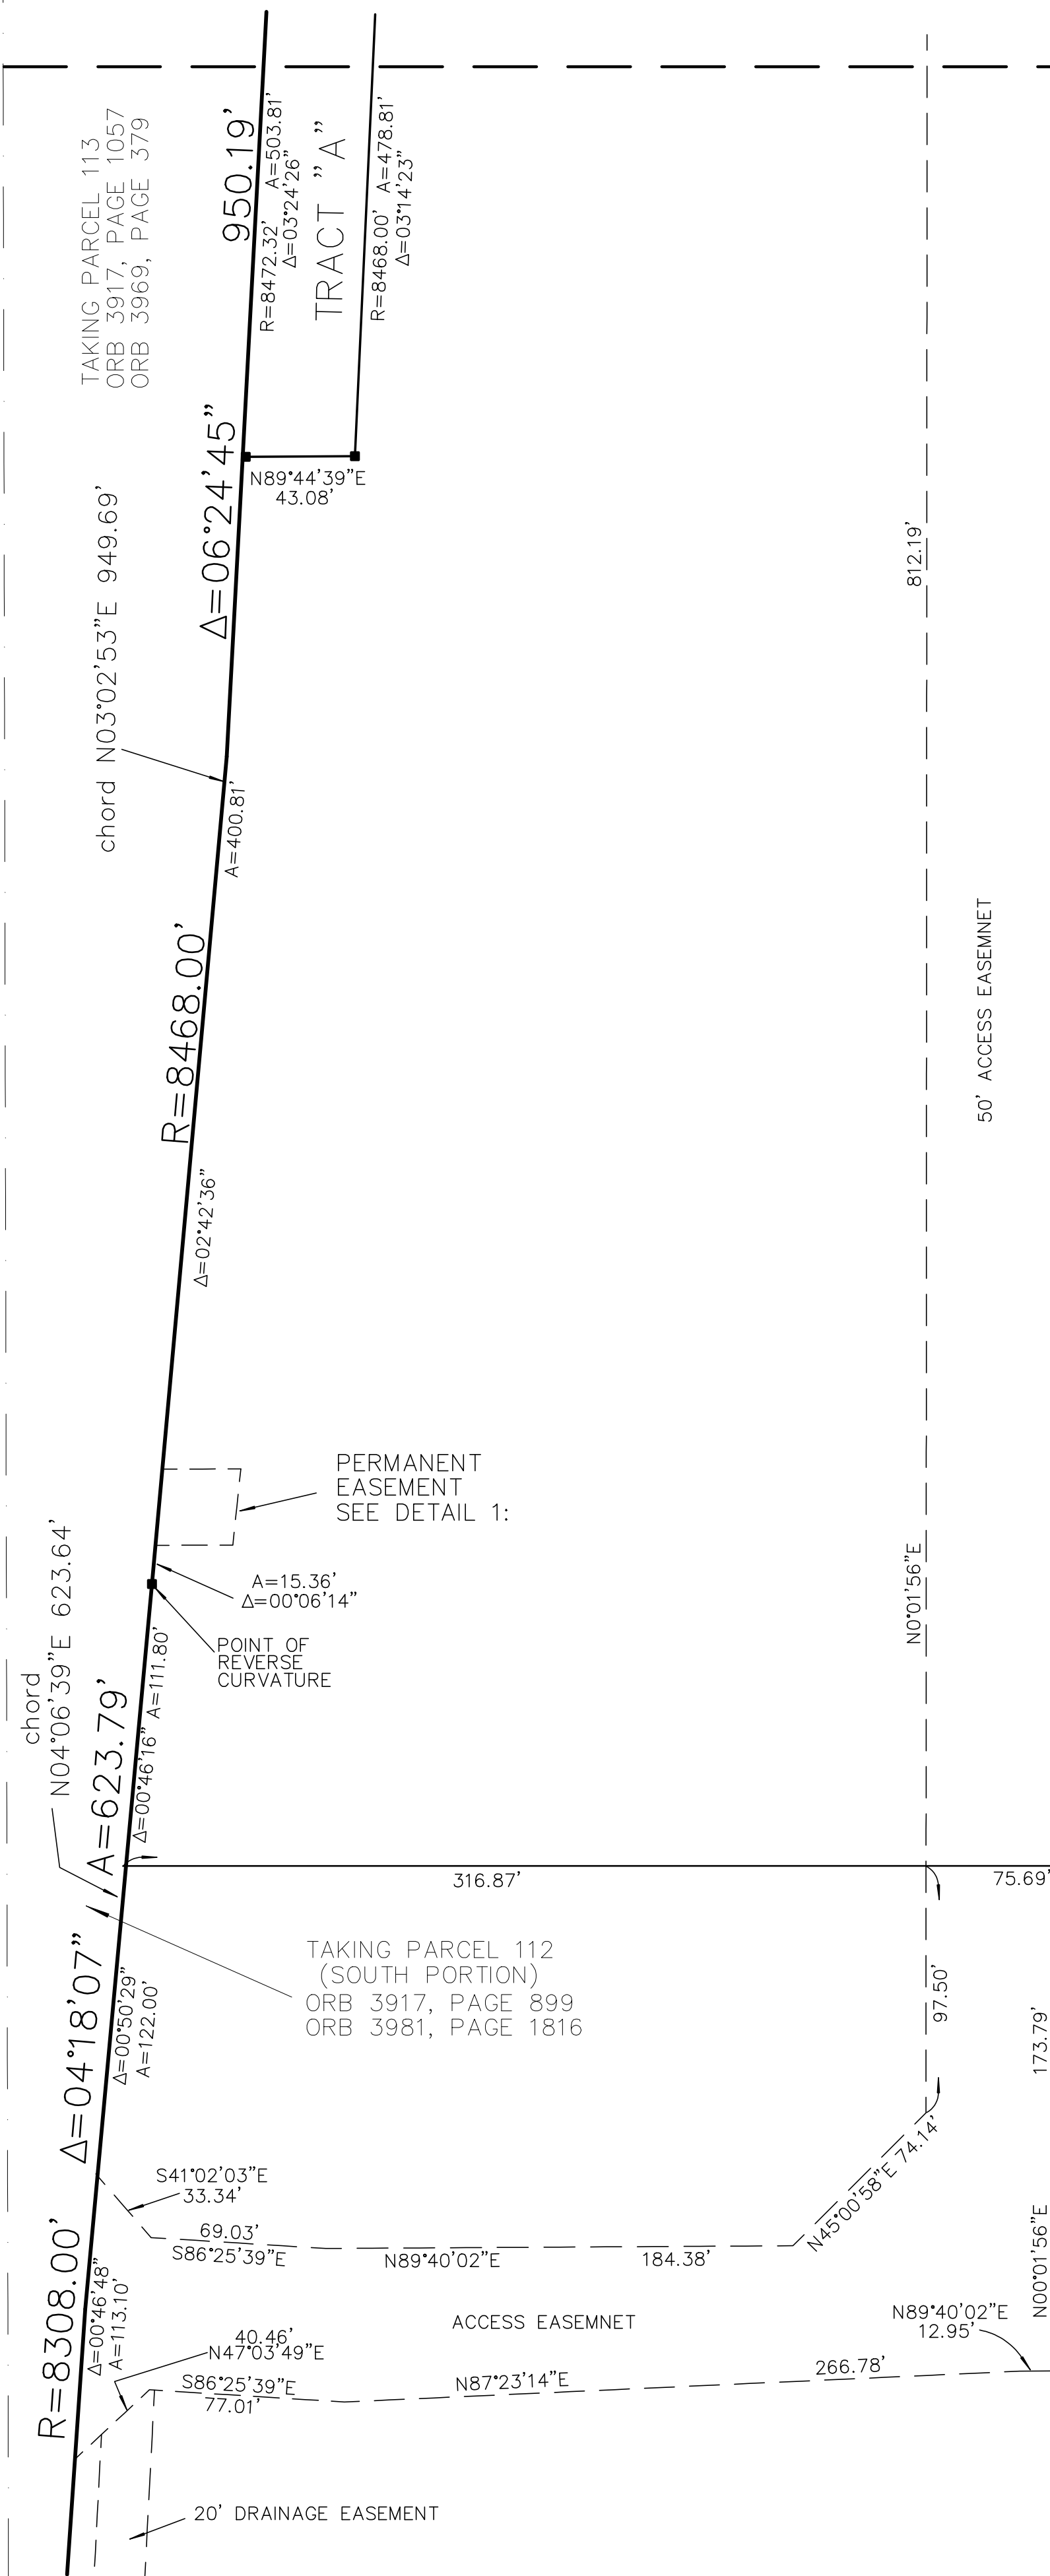 TAKING PARCEL 113
ORB 3917, PAGE 1057
ORB 3969, PAGE 379
950.19'
R=8472.32' A=503.81'
Δ=03°24'26"
TRACT "A"
R=8468.00' A=478.81'
Δ=03°14'23"
Δ=06°24'45"
N89°44'39"E
43.08'
chord N03°02'53"E 949.69'
812.19'
A=400.81'
R=8468.00'
50' ACCESS EASEMNET
Δ=02°42'36"
PERMANENT
EASEMENT
SEE DETAIL 1:
chord
N04°06'39"E 623.64'
A=15.36'
Δ=00°06'14"
N0°01'56"E
POINT OF
REVERSE
CURVATURE
A=623.79'
Δ=00°46'16" A=111.80'
316.87'
75.69'
TAKING PARCEL 112
(SOUTH PORTION)
ORB 3917, PAGE 899
ORB 3981, PAGE 1816
Δ=04°18'07"
Δ=00°50'29"
A=122.00'
97.50'
173.79'
S41°02'03"E
33.34'
N45°00'58"E 74.14'
69.03'
S86°25'39"E
N89°40'02"E
184.38'
R=8308.00'
Δ=00°46'48"
A=113.10'
N00°01'56"E
ACCESS EASEMNET
N89°40'02"E
12.95'
40.46'
N47°03'49"E
S86°25'39"E
77.01'
N87°23'14"E
266.78'
20' DRAINAGE EASEMENT